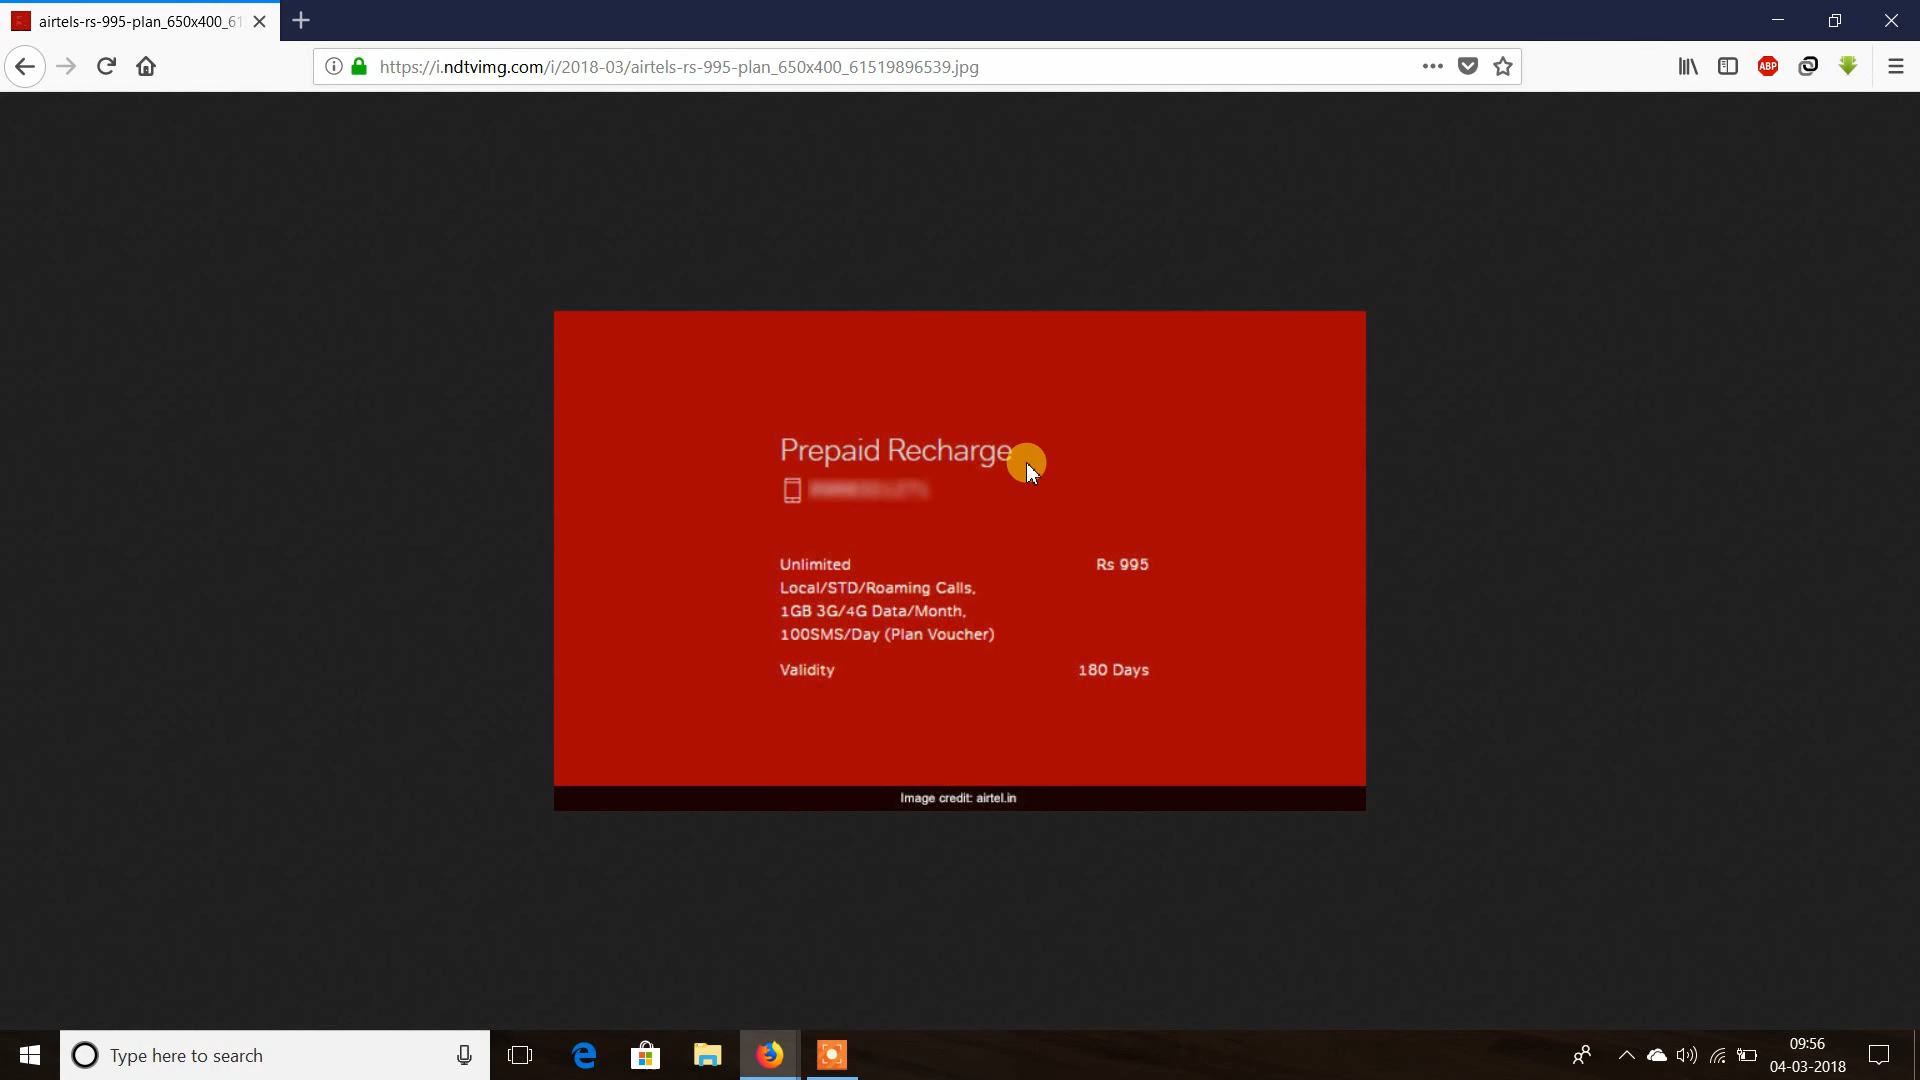 airtels-rs-995-plan_650x400_61
https://i.ndtvimg.com/i/2018-03/airtels-rs-995-plan_650x400_61519896539.jpg
ABP
Prepaid Recharge
Unlimited Rs 995
Local/STD/Roaming Calls,
1GB 3G/4G Data/Month,
100SMS/Day (Plan Voucher)
Validity 180 Days
Image credit: airtel.in
Type here to search
09:56
04-03-2018